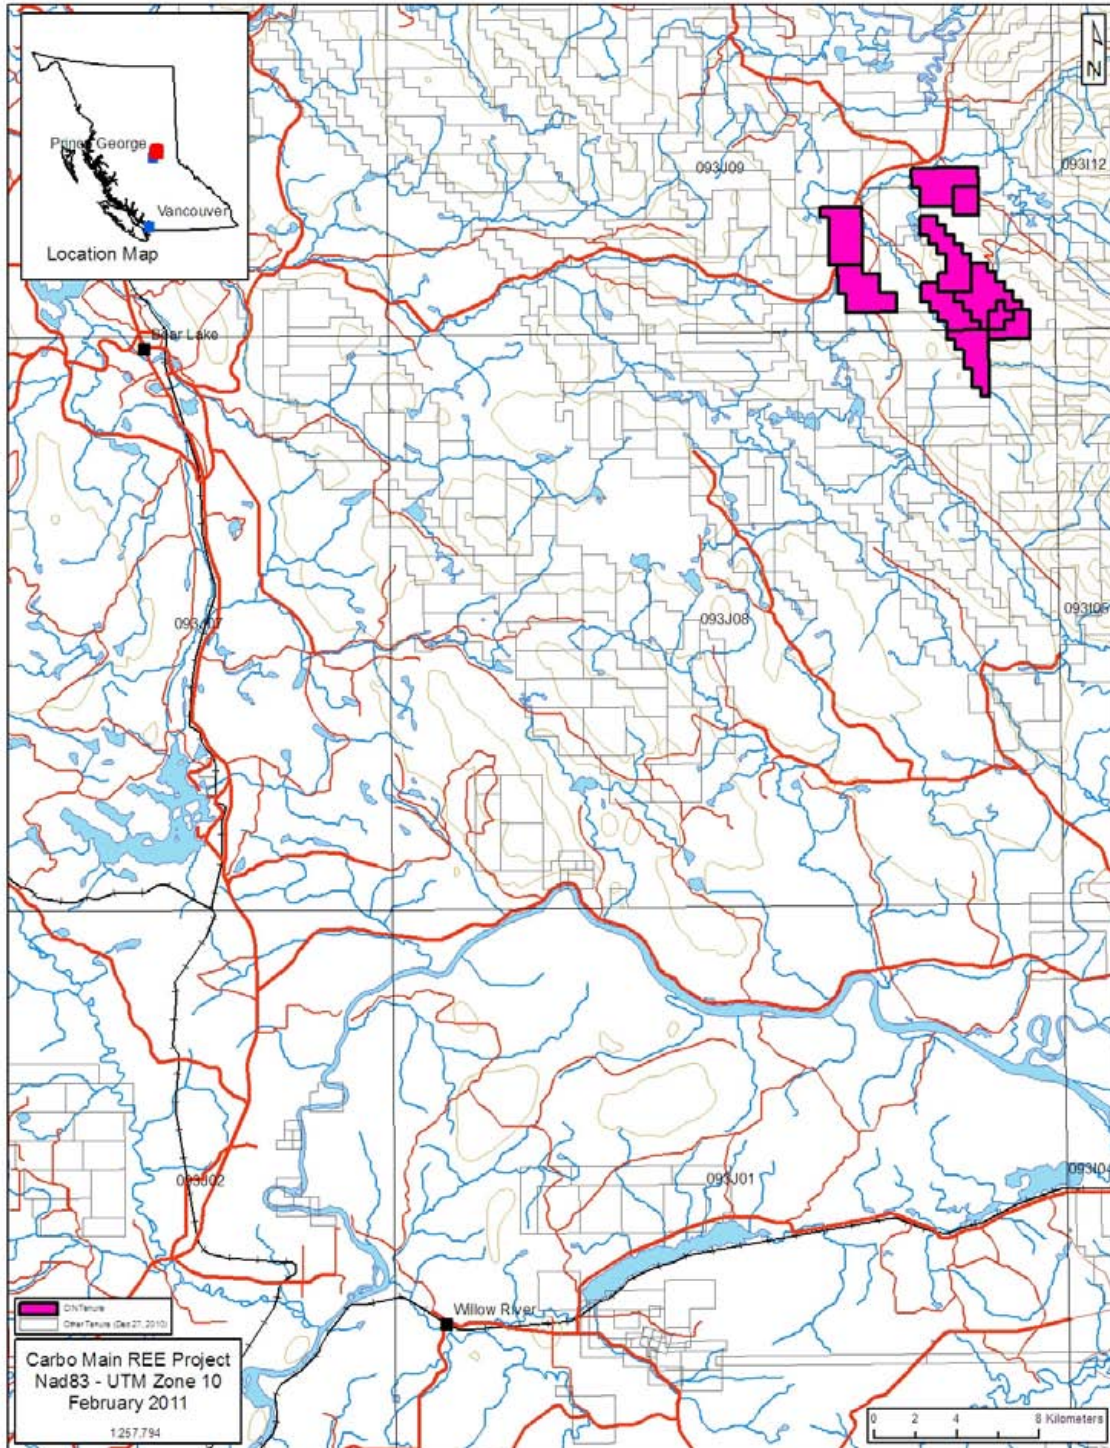 Prince George
Vancouver
Location Map
N
093J09
093I12
Bear Lake
093J07
093J08
093I05
093J02
093J01
093I04
Willow River
Tenure
Other Tenure (Dec 27, 2010)
Carbo Main REE Project
Nad83 - UTM Zone 10
February 2011
1:257,794
0 2 4 8 Kilometers